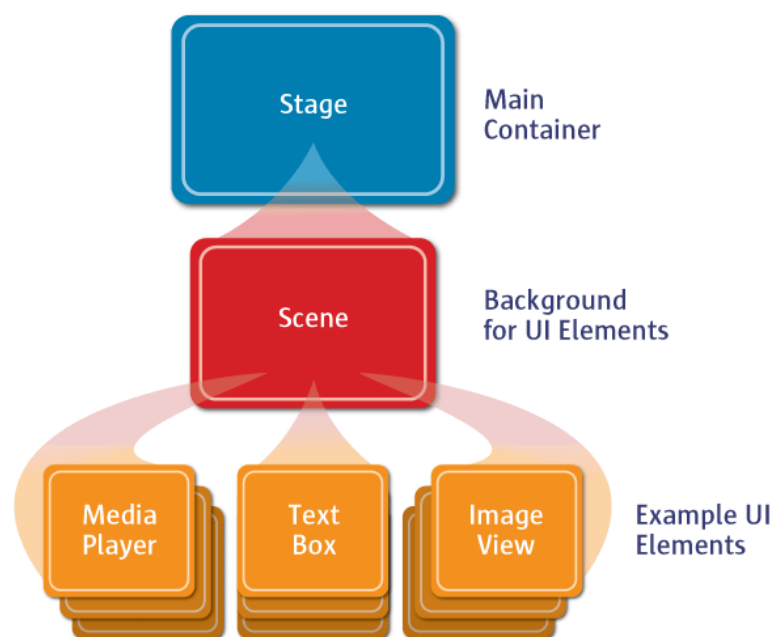 Stage
Main
Container
Scene
Background
for UI Elements
Media
Player
Text
Box
Image
View
Example UI
Elements